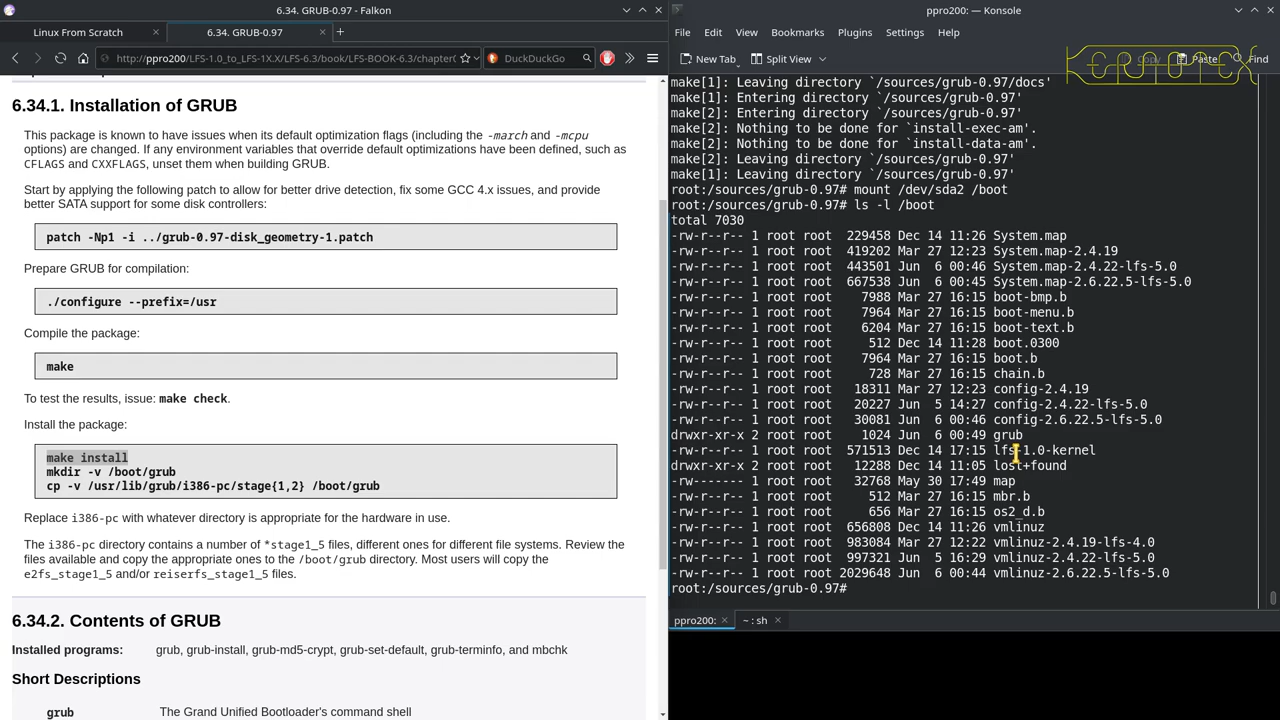 6.34. GRUB-0.97 - Falkon
Linux From Scratch
6.34. GRUB-0.97
http://ppro200/LFS-1.0_to_LFS-1X.X/LFS-6.3/book/LFS-BOOK-6.3/chapter(
DuckDuckGo
6.34.1. Installation of GRUB
This package is known to have issues when its default optimization flags (including the -march and -mcpu
options) are changed. If any environment variables that override default optimizations have been defined, such as
CFLAGS and CXXFLAGS, unset them when building GRUB.
Start by applying the following patch to allow for better drive detection, fix some GCC 4.x issues, and provide
better SATA support for some disk controllers:
patch -Np1 -i ../grub-0.97-disk_geometry-1.patch
Prepare GRUB for compilation:
./configure --prefix=/usr
Compile the package:
make
To test the results, issue: make check.
Install the package:
make install
mkdir -v /boot/grub
cp -v /usr/lib/grub/i386-pc/stage{1,2} /boot/grub
Replace i386-pc with whatever directory is appropriate for the hardware in use.
The i386-pc directory contains a number of *stage1_5 files, different ones for different file systems. Review the
files available and copy the appropriate ones to the /boot/grub directory. Most users will copy the
e2fs_stage1_5 and/or reiserfs_stage1_5 files.
6.34.2. Contents of GRUB
Installed programs: grub, grub-install, grub-md5-crypt, grub-set-default, grub-terminfo, and mbchk
Short Descriptions
grub The Grand Unified Bootloader's command shell
ppro200: — Konsole
File Edit View Bookmarks Plugins Settings Help
New Tab Split View Copy Paste Find
make[1]: Leaving directory `/sources/grub-0.97/docs'
make[1]: Entering directory `/sources/grub-0.97'
make[2]: Entering directory `/sources/grub-0.97'
make[2]: Nothing to be done for `install-exec-am'.
make[2]: Nothing to be done for `install-data-am'.
make[2]: Leaving directory `/sources/grub-0.97'
make[1]: Leaving directory `/sources/grub-0.97'
root:/sources/grub-0.97# mount /dev/sda2 /boot
root:/sources/grub-0.97# ls -l /boot
total 7030
-rw-r--r-- 1 root root 229458 Dec 14 11:26 System.map
-rw-r--r-- 1 root root 419202 Mar 27 12:23 System.map-2.4.19
-rw-r--r-- 1 root root 443501 Jun 6 00:46 System.map-2.4.22-lfs-5.0
-rw-r--r-- 1 root root 667538 Jun 6 00:45 System.map-2.6.22.5-lfs-5.0
-rw-r--r-- 1 root root 7988 Mar 27 16:15 boot-bmp.b
-rw-r--r-- 1 root root 7964 Mar 27 16:15 boot-menu.b
-rw-r--r-- 1 root root 6204 Mar 27 16:15 boot-text.b
-rw-r--r-- 1 root root 512 Dec 14 11:28 boot.0300
-rw-r--r-- 1 root root 7964 Mar 27 16:15 boot.b
-rw-r--r-- 1 root root 728 Mar 27 16:15 chain.b
-rw-r--r-- 1 root root 18311 Mar 27 12:23 config-2.4.19
-rw-r--r-- 1 root root 20227 Jun 5 14:27 config-2.4.22-lfs-5.0
-rw-r--r-- 1 root root 30081 Jun 6 00:46 config-2.6.22.5-lfs-5.0
drwxr-xr-x 2 root root 1024 Jun 6 00:49 grub
-rw-r--r-- 1 root root 571513 Dec 14 17:15 lfs-1.0-kernel
drwxr-xr-x 2 root root 12288 Dec 14 11:05 lost+found
-rw------- 1 root root 32768 May 30 17:49 map
-rw-r--r-- 1 root root 512 Mar 27 16:15 mbr.b
-rw-r--r-- 1 root root 656 Mar 27 16:15 os2_d.b
-rw-r--r-- 1 root root 656808 Dec 14 11:26 vmlinuz
-rw-r--r-- 1 root root 983084 Mar 27 12:22 vmlinuz-2.4.19-lfs-4.0
-rw-r--r-- 1 root root 997321 Jun 5 16:29 vmlinuz-2.4.22-lfs-5.0
-rw-r--r-- 1 root root 2029648 Jun 6 00:44 vmlinuz-2.6.22.5-lfs-5.0
root:/sources/grub-0.97#
ppro200: ~ : sh